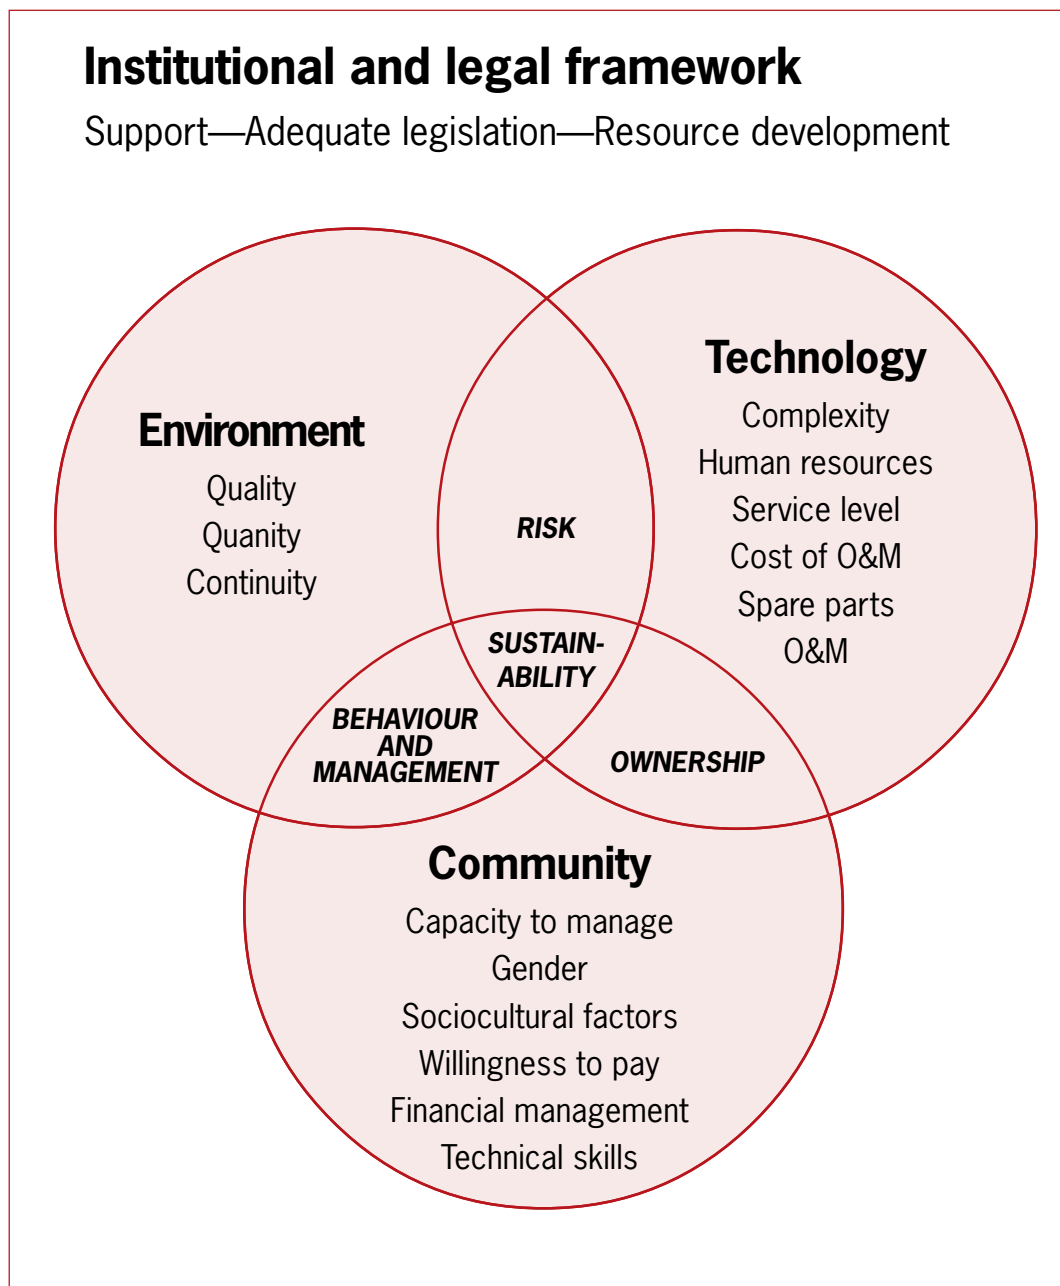 Institutional and legal framework
Support—Adequate legislation—Resource development
Environment
Quality
Quanity
Continuity
Technology
Complexity
Human resources
Service level
Cost of O&M
Spare parts
O&M
RISK
SUSTAIN-
ABILITY
BEHAVIOUR
AND
MANAGEMENT
OWNERSHIP
Community
Capacity to manage
Gender
Sociocultural factors
Willingness to pay
Financial management
Technical skills